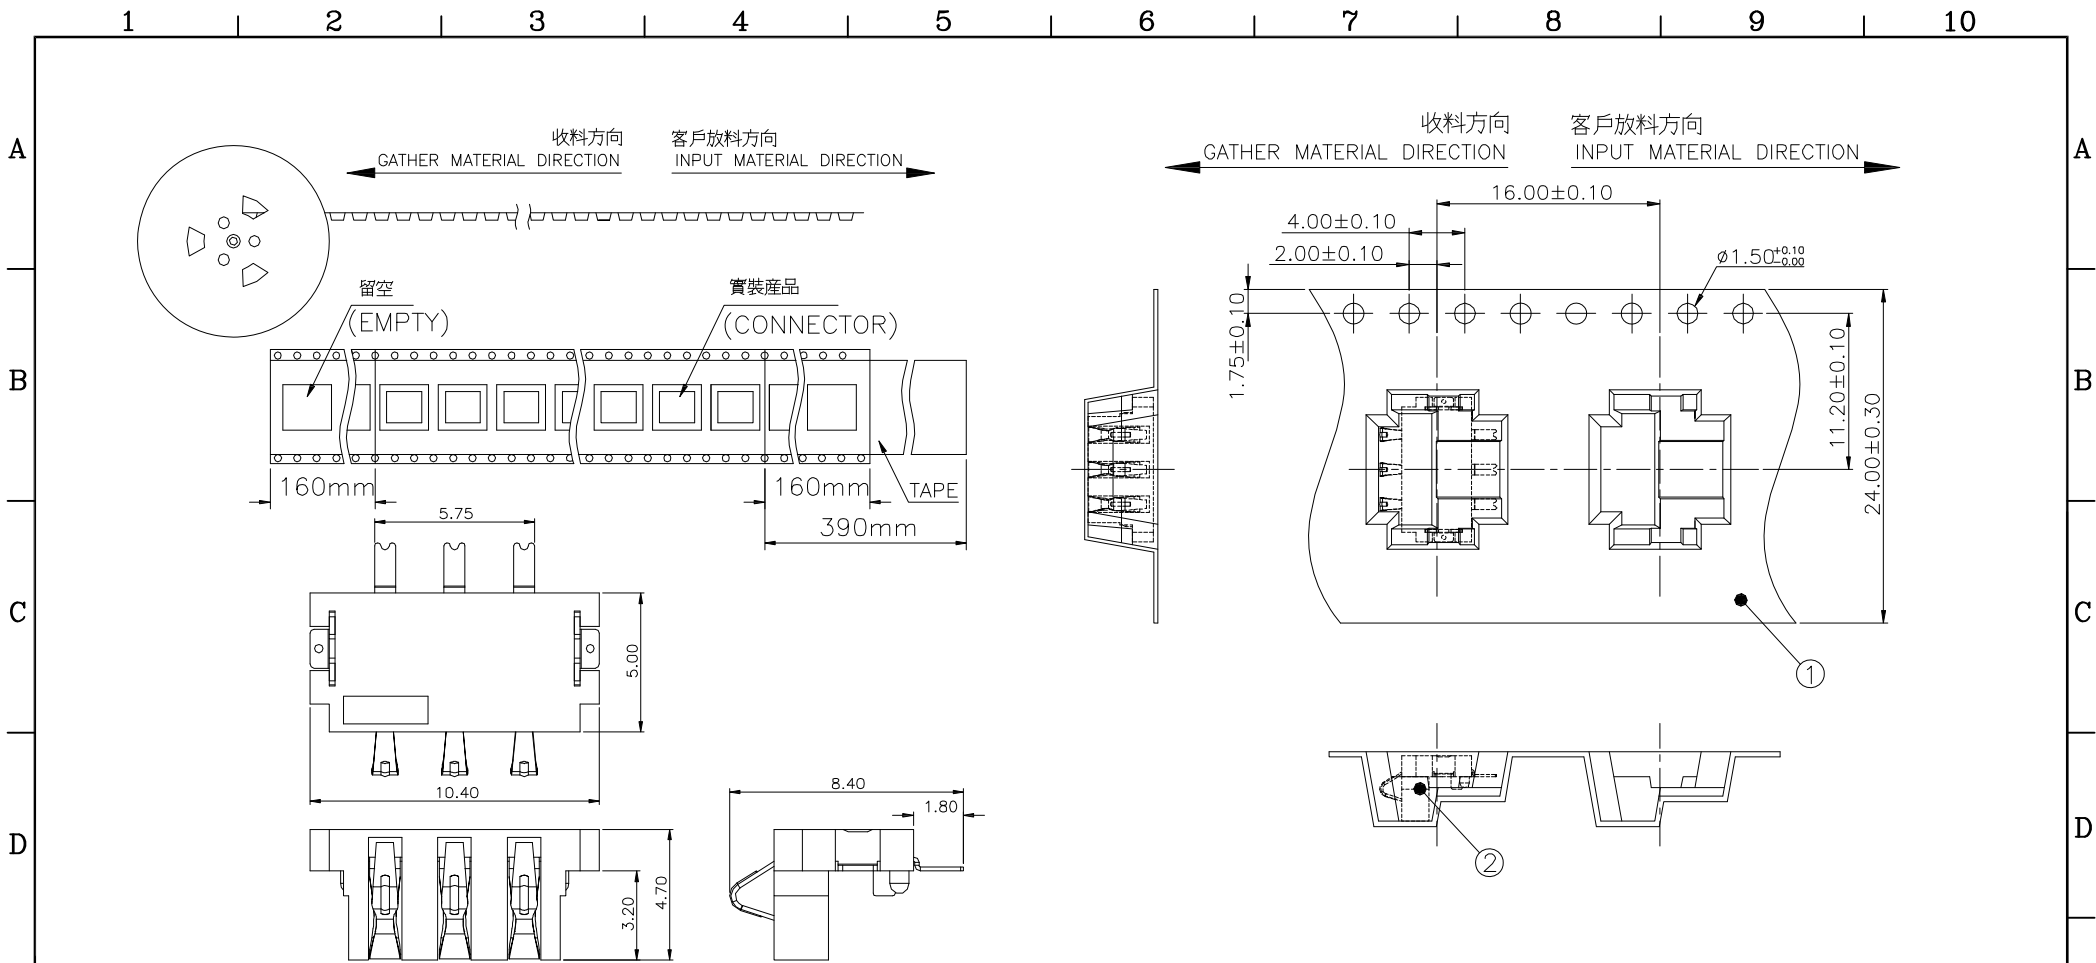 1 2 3 4 5 6 7 8 9 10
A
A
收料方向 客戶放料方向
GATHER MATERIAL DIRECTION INPUT MATERIAL DIRECTION
收料方向 客戶放料方向
GATHER MATERIAL DIRECTION INPUT MATERIAL DIRECTION
16.00±0.10
4.00±0.10
2.00±0.10
ø1.50 +0.10 -0.00
留空
(EMPTY)
實裝産品
(CONNECTOR)
1.75±0.10
11.20±0.10
24.00±0.30
B
B
160mm
160mm
TAPE
390mm
5.75
C
C
5.00
1
10.40
8.40
1.80
D
D
3.20
4.70
2